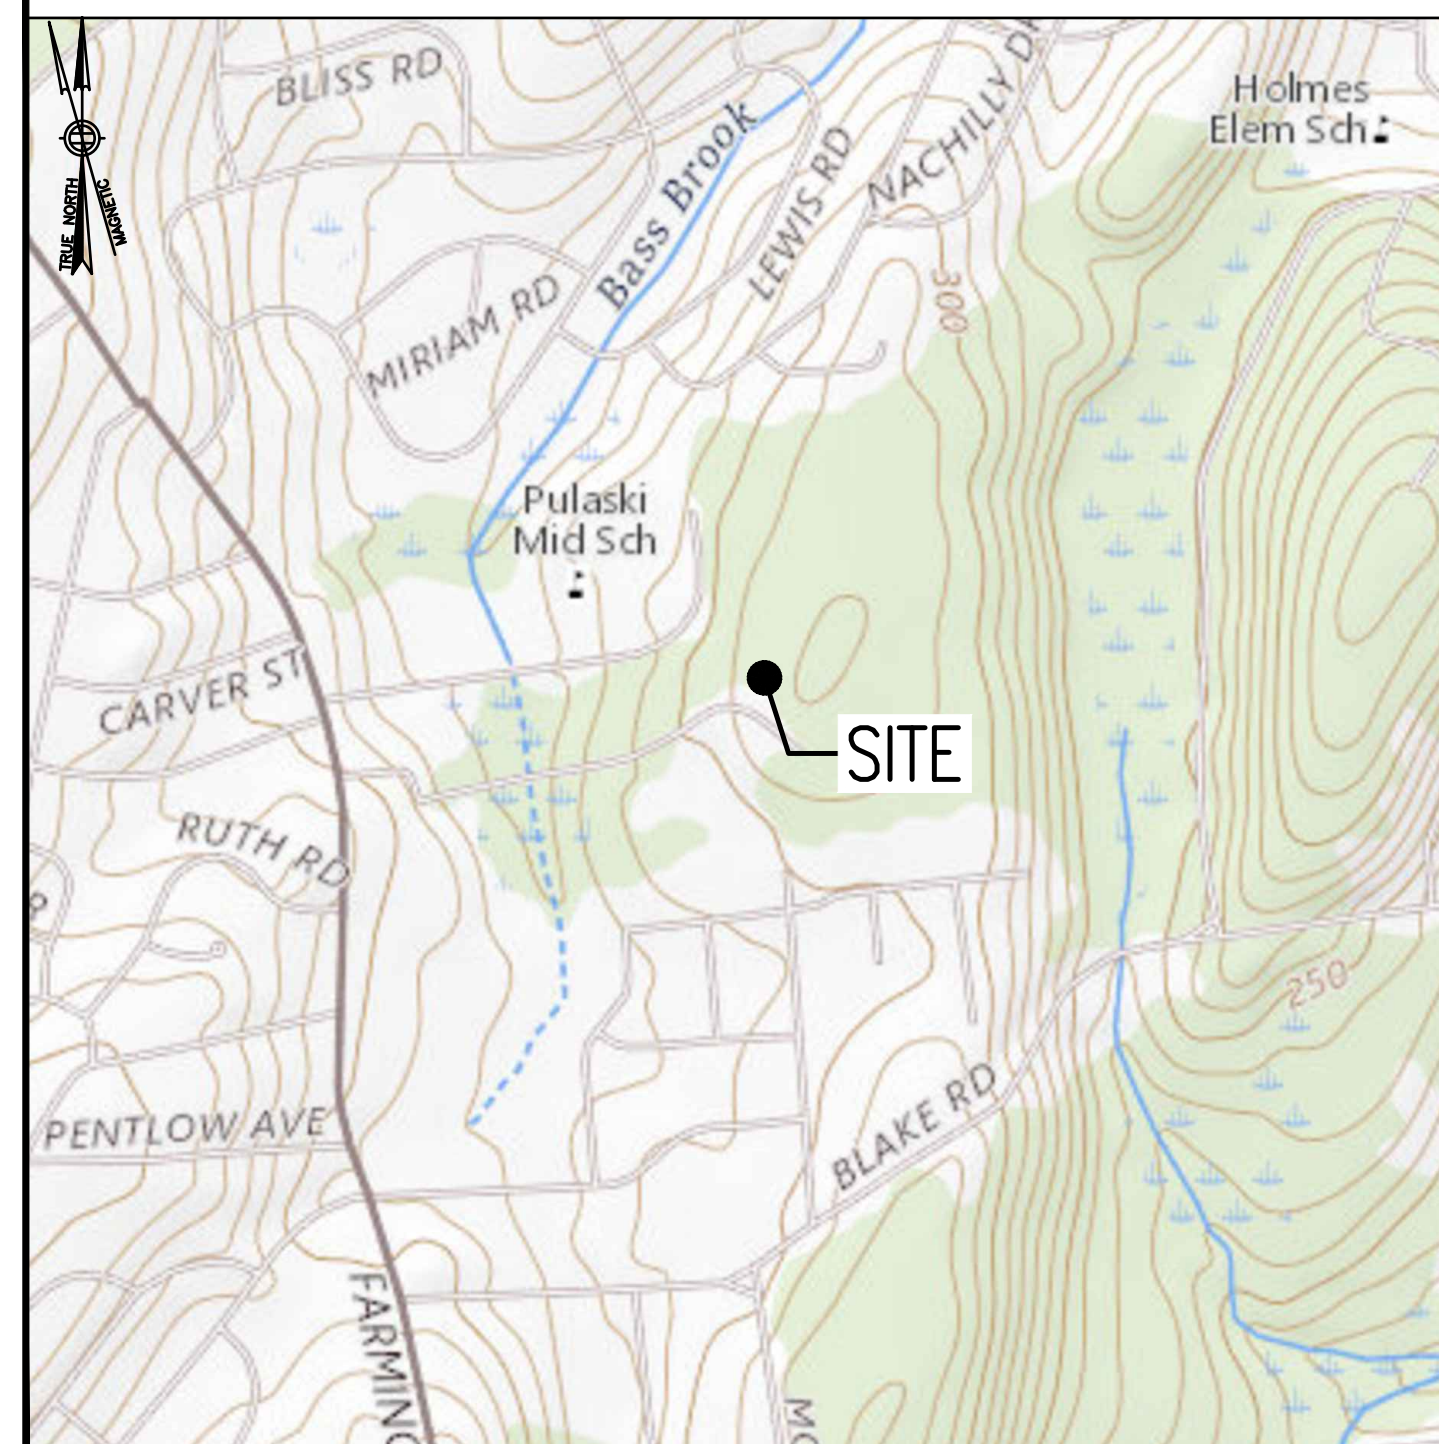 BLISS RD
Holmes
Elem Sch
NACHILLY DR
Bass Brook
LEWIS RD
TRUE NORTH
MAGNETIC
300
MIRIAM RD
Pulaski
Mid Sch
CARVER ST
SITE
RUTH RD
250
PENTLOW AVE
BLAKE RD
FARMING
MO